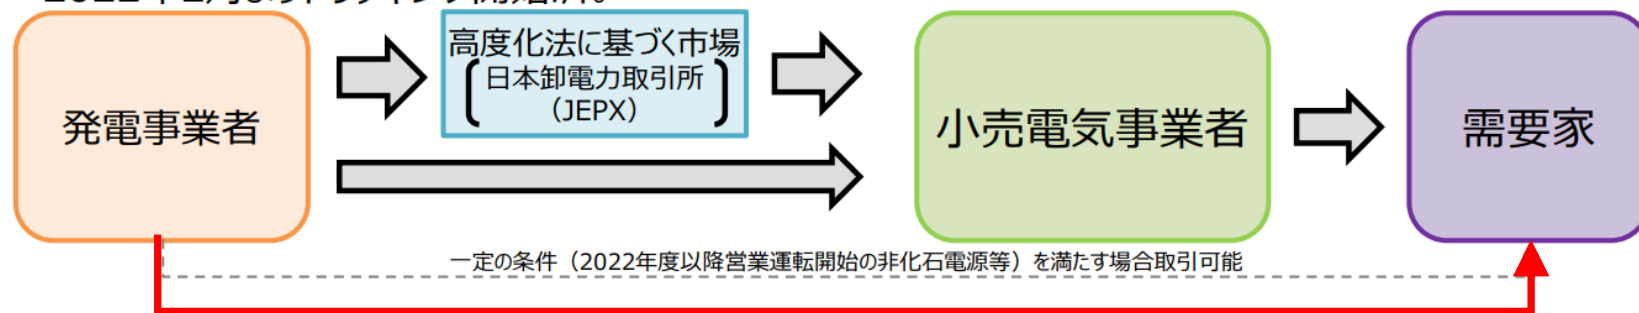 発電事業者
高度化法に基づく市場
日本卸電力取引所
（JEPX）
小売電気事業者
需要家
一定の条件（2022年度以降営業運転開始の非化石電源等）を満たす場合取引可能